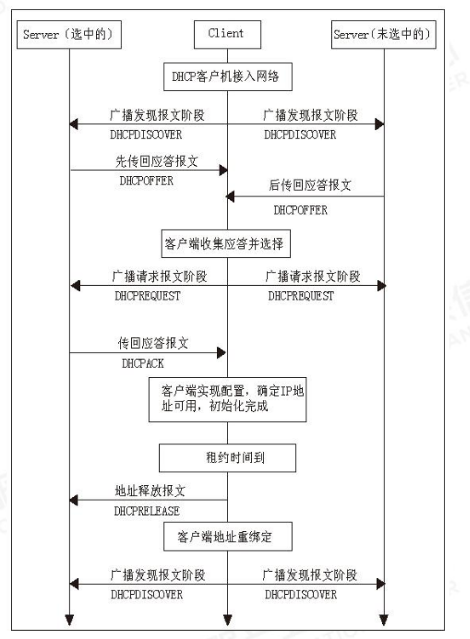 Server（选中的）
Client
Server(未选中的)
DHCP客户机接入网络
广播发现报文阶段
广播发现报文阶段
DHCPDISCOVER
DHCPDISCOVER
先传回应答报文
DHCPOFFER
后传回应答报文
DHCPOFFER
客户端收集应答并选择
广播请求报文阶段
广播请求报文阶段
DHCPREQUEST
DHCPREQUEST
传回应答报文
DHCPACK
客户端实现配置，确定IP地
址可用，初始化完成
租约时间到
地址释放报文
DHCPRELEASE
客户端地址重绑定
广播发现报文阶段
广播发现报文阶段
DHCPDISCOVER
DHCPDISCOVER